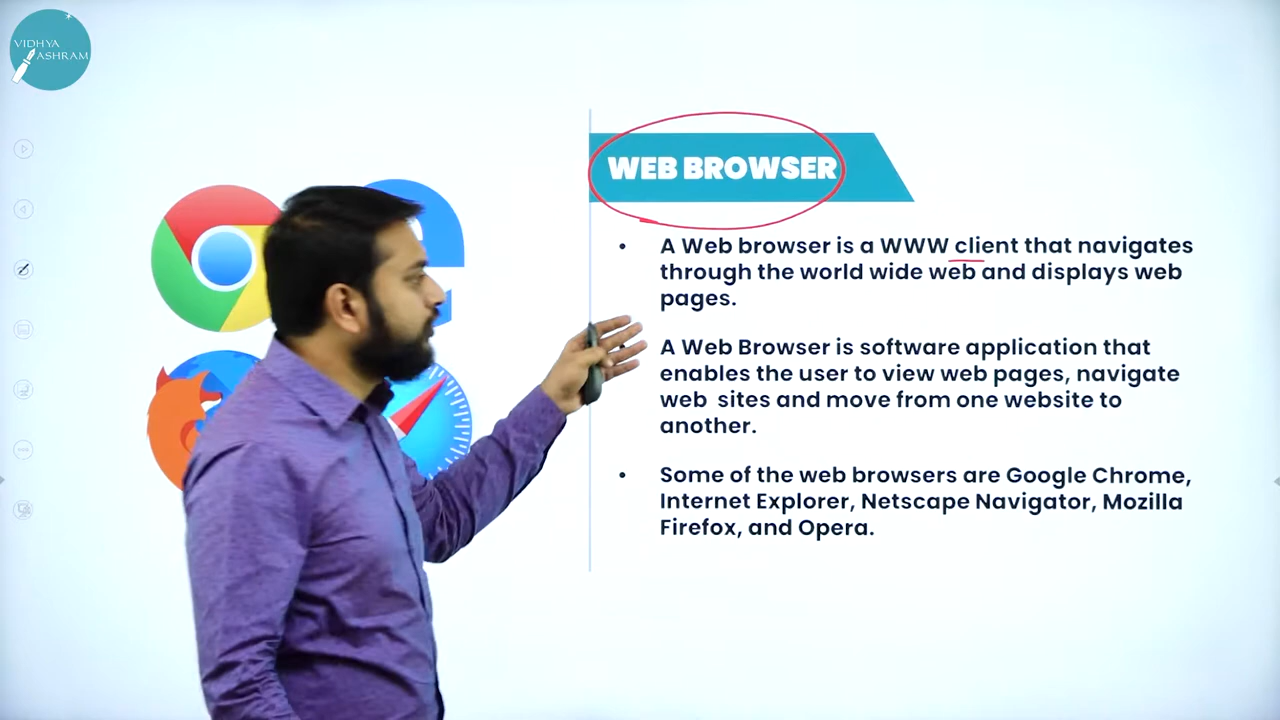 VIDHYA
ASHRAM
WEB BROWSER
• A Web browser is a WWW client that navigates
through the world wide web and displays web
pages.
• A Web Browser is software application that
enables the user to view web pages, navigate
web sites and move from one website to
another.
• Some of the web browsers are Google Chrome,
Internet Explorer, Netscape Navigator, Mozilla
Firefox, and Opera.